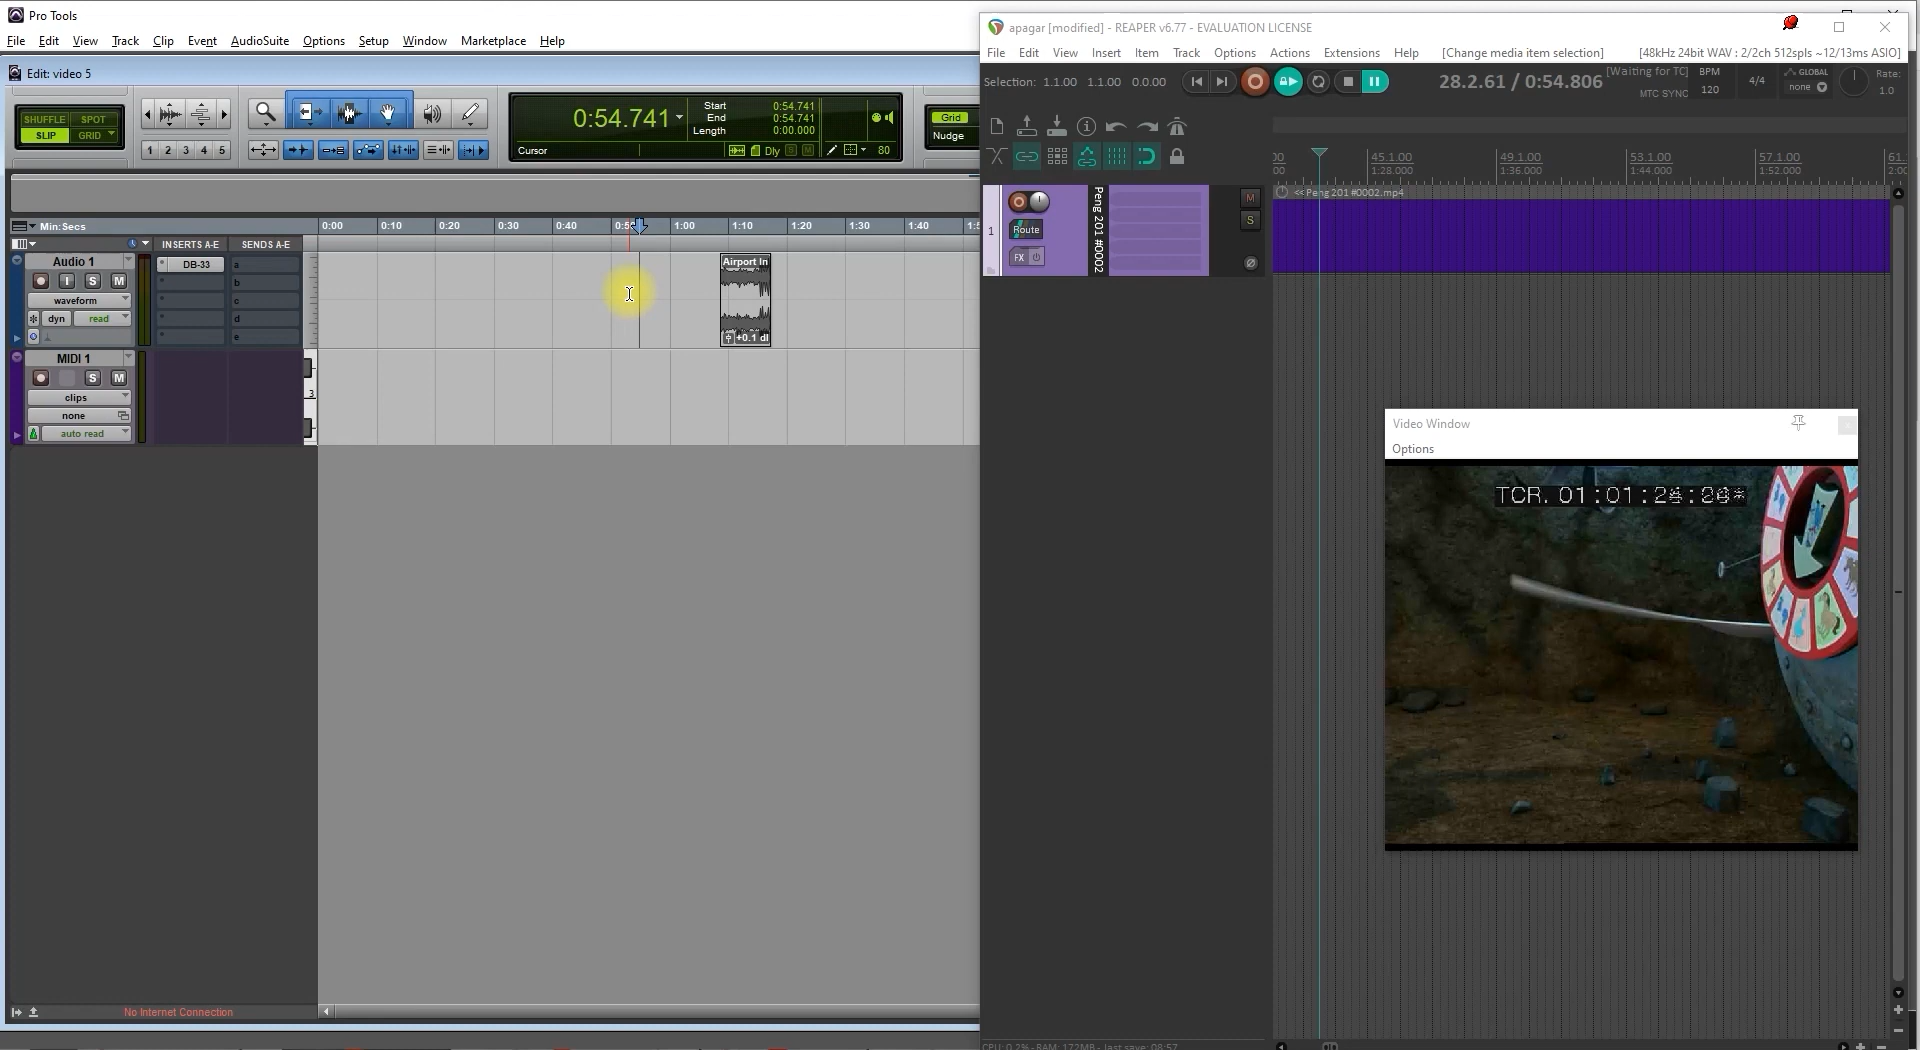 Pro Tools
File Edit View Track Clip Event AudioSuite Options Setup Window Marketplace Help
Edit: video 5
SHUFFLE SPOT
SLIP GRID
1 2 3 4 5
0:54.741
Start 0:54.741
End 0:54.741
Length 0:00.000
Cursor
Dly S M
80
Grid
Nudge
Min:Secs
0:00 0:10 0:20 0:30 0:40 1:00 1:10 1:20 1:30 1:40
INSERTS A-E SENDS A-E
Audio 1
I S M
waveform
dyn read
DB-33
a
b
c
d
e
Airport In
MIDI 1
S M
clips
none
auto read
3
No Internet Connection
apagar [modified] - REAPER v6.77 - EVALUATION LICENSE
File Edit View Insert Item Track Options Actions Extensions Help [Change media item selection] [48kHz 24bit WAV : 2/2ch 512spls ~12/13ms ASIO]
Selection: 1.1.00 1.1.00 0.0.00
28.2.61 / 0:54.806
[Waiting for TC]
MTC SYNC
BPM
120
4/4
GLOBAL
none
Rate:
1.0
45.1.00 49.1.00 53.1.00 57.1.00
1:28.000 1:36.000 1:44.000 1:52.000
<< Peng 201 #0002.mp4
1
Route
FX
Peng 201 #0002
M
S
Video Window
Options
CPU: 0.2% - RAM: 172MB - last save: 08:57